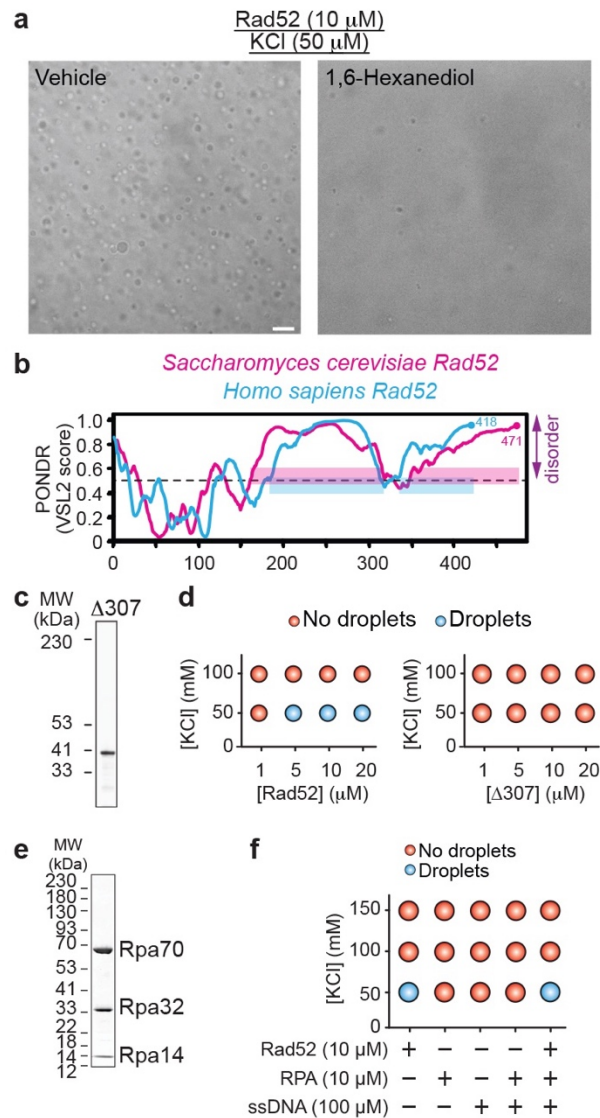 a
Rad52 (10 μM)
KCl (50 μM)
Vehicle
1,6-Hexanediol
b
Saccharomyces cerevisiae Rad52
Homo sapiens Rad52
PONDR
(VSL2 score)
1.0
0.8
0.6
0.4
0.2
0
0
100
200
300
400
418
471
disorder
c
MW
(kDa)
Δ307
230
53
41
33
d
No droplets
Droplets
[KCl] (mM)
100
50
0
1
5
10
20
[Rad52] (μM)
[KCl] (mM)
100
50
0
1
5
10
20
[Δ307] (μM)
e
MW
(kDa)
230
180
130
93
70
53
41
33
22
18
14
12
Rpa70
Rpa32
Rpa14
f
No droplets
Droplets
[KCl] (mM)
150
100
50
0
Rad52 (10 μM) + − − − +
RPA (10 μM) − + − + +
ssDNA (100 μM) − − + + +